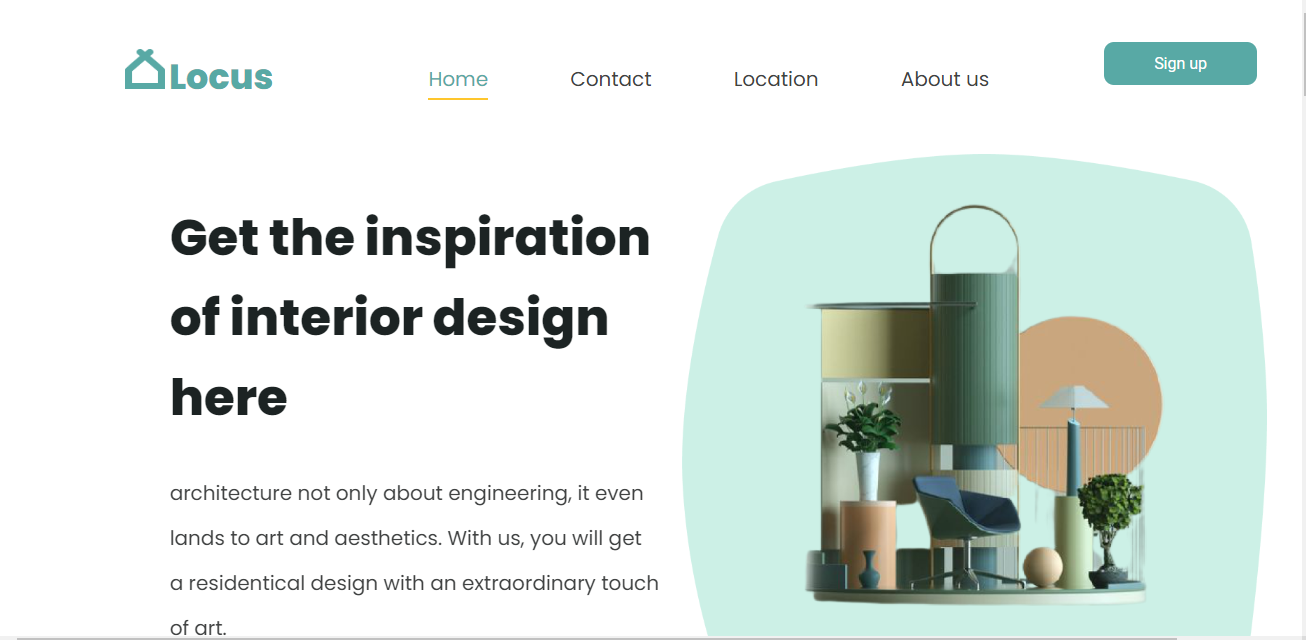 Locus
Home
Contact
Location
About us
Sign up
Get the inspiration
of interior design
here
architecture not only about engineering, it even
lands to art and aesthetics. With us, you will get
a residentical design with an extraordinary touch
of art.